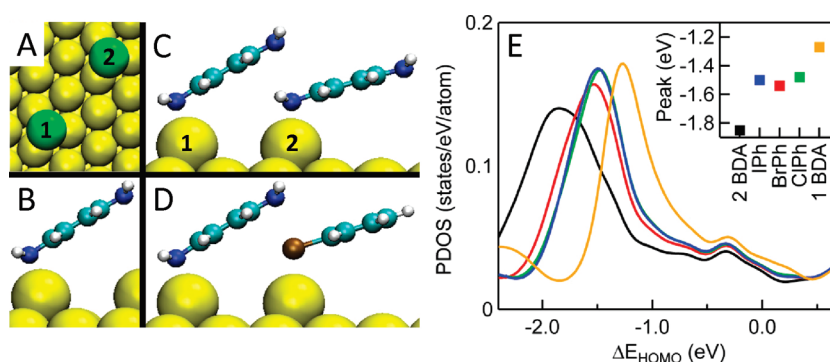 A
1
2
B
C
1
2
D
E
PDOS (states/eV/atom)
0.2
0.1
0
-2.0
-1.0
0.0
ΔE_HOMO (eV)
Peak (eV)
-1.2
-1.4
-1.6
-1.8
2 BDA
IPh
BrPh
ClPh
1 BDA